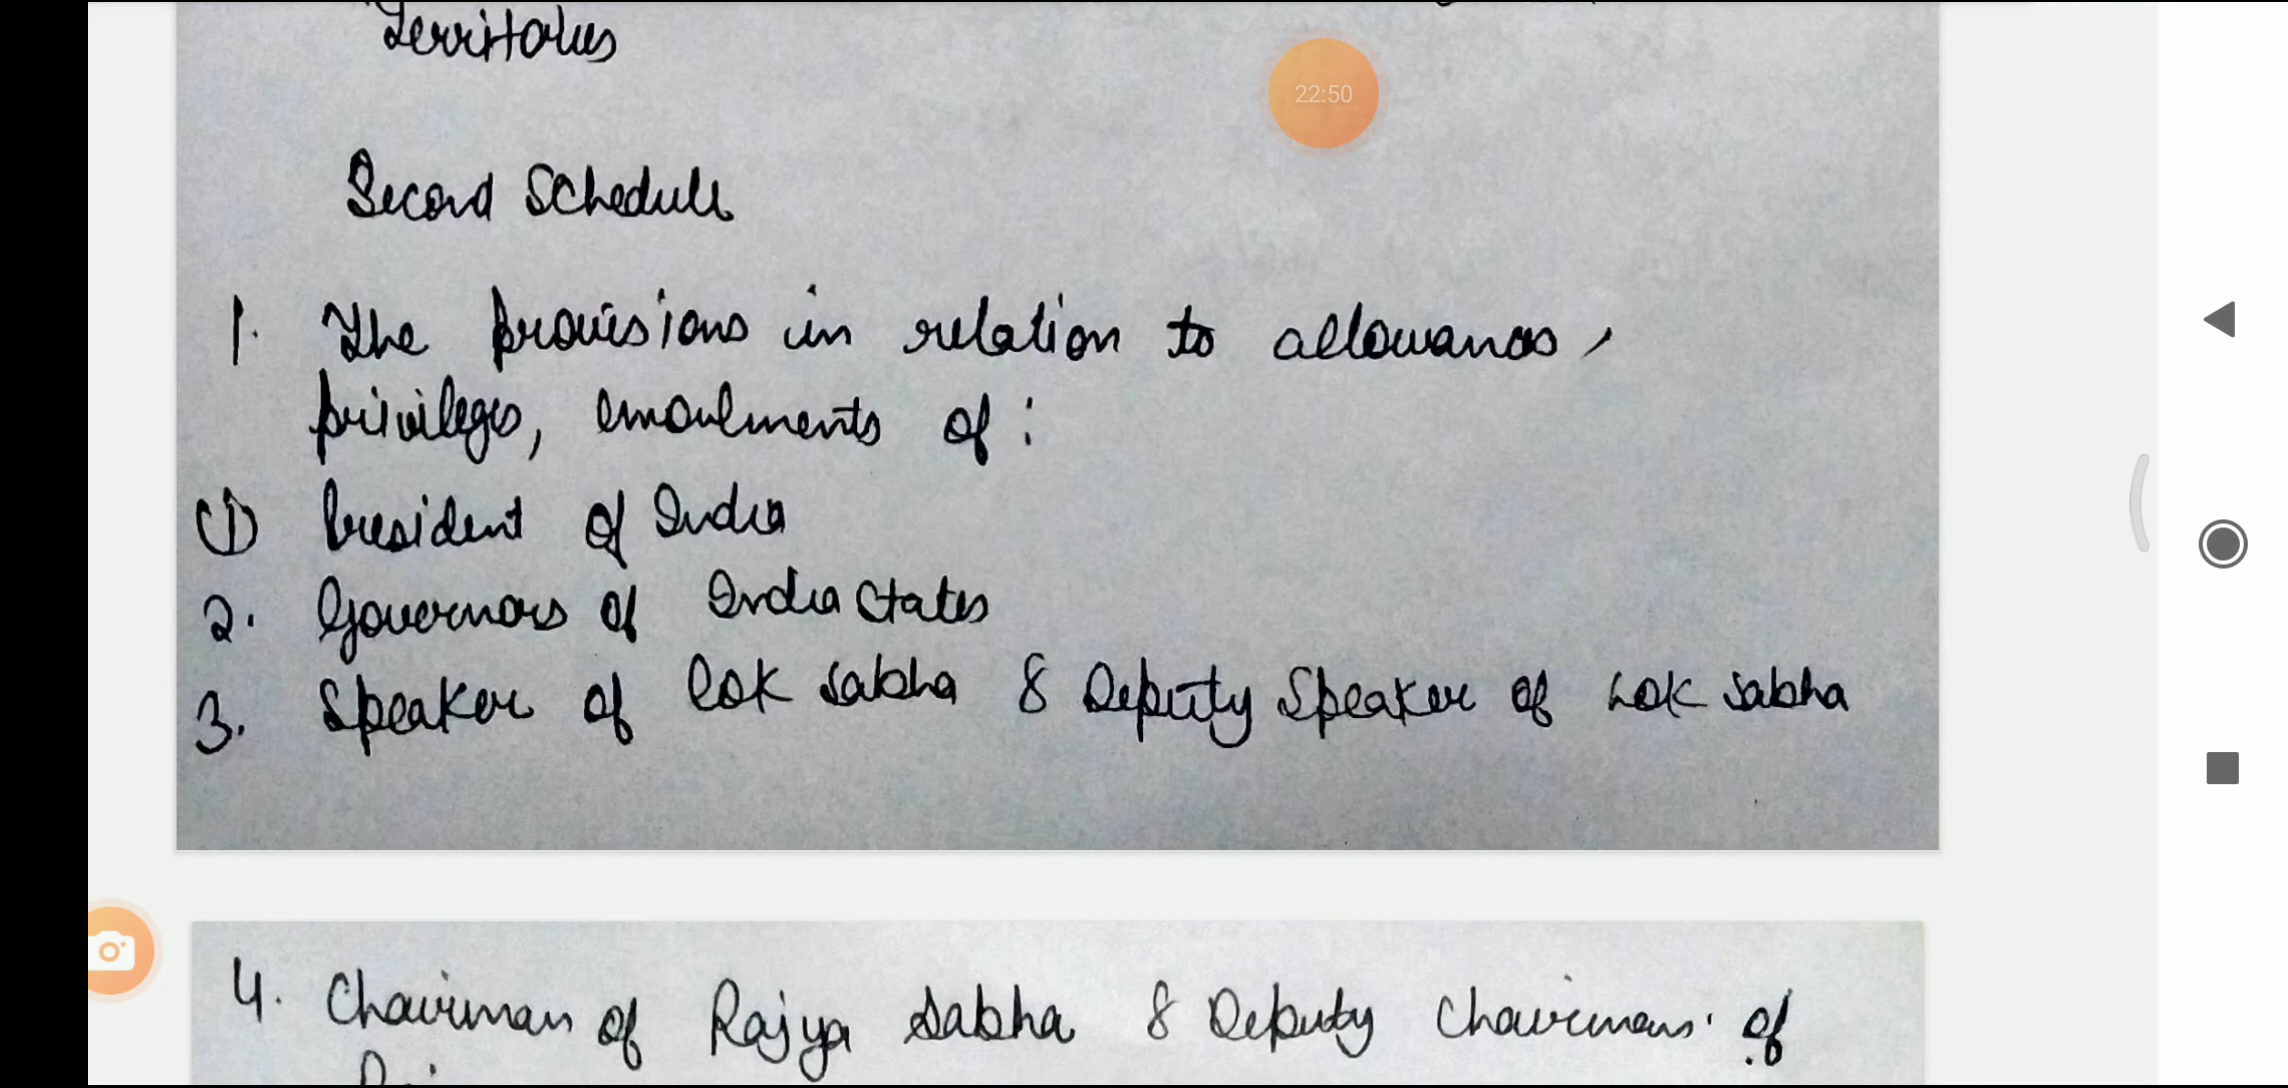 Territories
22:50
Second Schedule
1. The provisions in relation to allowances,
privileges, emoulments of :
(1) President of India
2. Governors of India States
3. Speaker of Lok Sabha & Deputy Speaker of Lok Sabha
4. Chairman of Rajya Sabha & Deputy Chairman. of